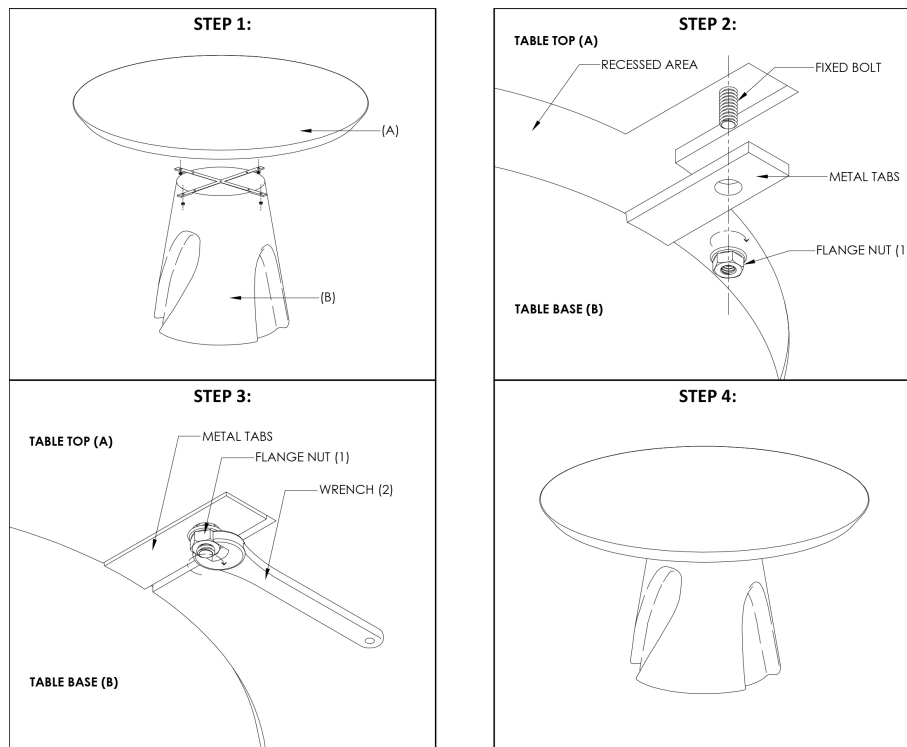 STEP 1:
(A)
(B)
STEP 2:
TABLE TOP (A)
RECESSED AREA
FIXED BOLT
METAL TABS
FLANGE NUT (1
TABLE BASE (B)
STEP 3:
TABLE TOP (A)
METAL TABS
FLANGE NUT (1)
WRENCH (2)
TABLE BASE (B)
STEP 4: